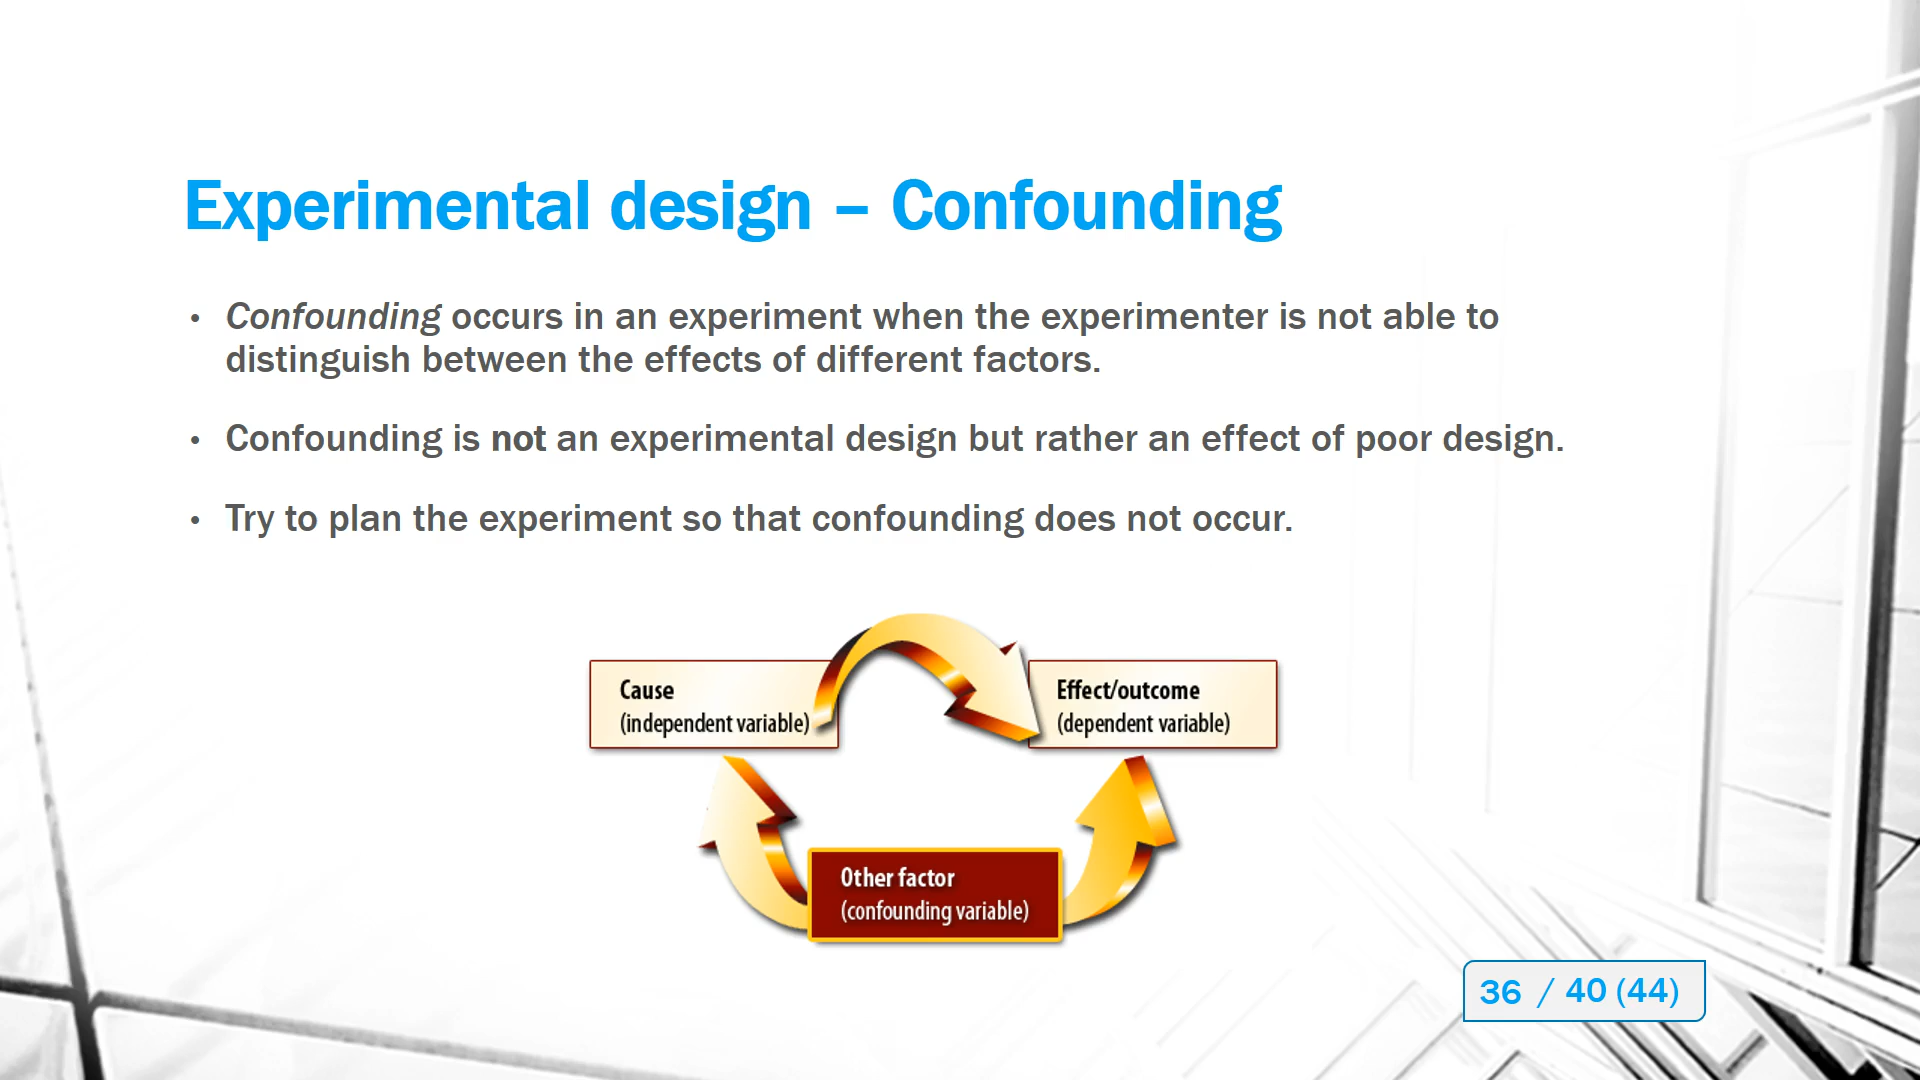 Experimental design – Confounding
• Confounding occurs in an experiment when the experimenter is not able to
distinguish between the effects of different factors.
• Confounding is not an experimental design but rather an effect of poor design.
• Try to plan the experiment so that confounding does not occur.
Cause
(independent variable)
Effect/outcome
(dependent variable)
Other factor
(confounding variable)
36 / 40 (44)